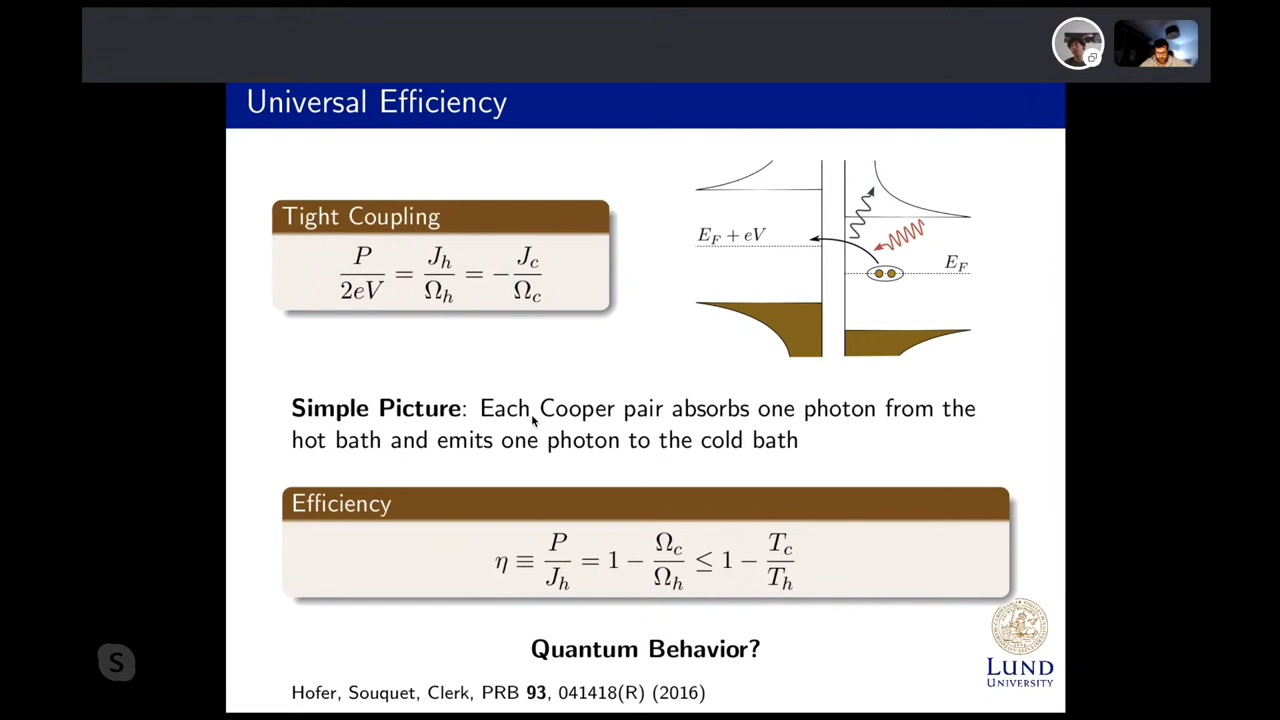 Universal Efficiency
Tight Coupling
P/2eV = J_h/Ω_h = −J_c/Ω_c
E_F + eV
E_F
Simple Picture: Each Cooper pair absorbs one photon from the
hot bath and emits one photon to the cold bath
Efficiency
η ≡ P/J_h = 1 − Ω_c/Ω_h ≤ 1 − T_c/T_h
Quantum Behavior?
Hofer, Souquet, Clerk, PRB 93, 041418(R) (2016)
LUND
UNIVERSITY
S